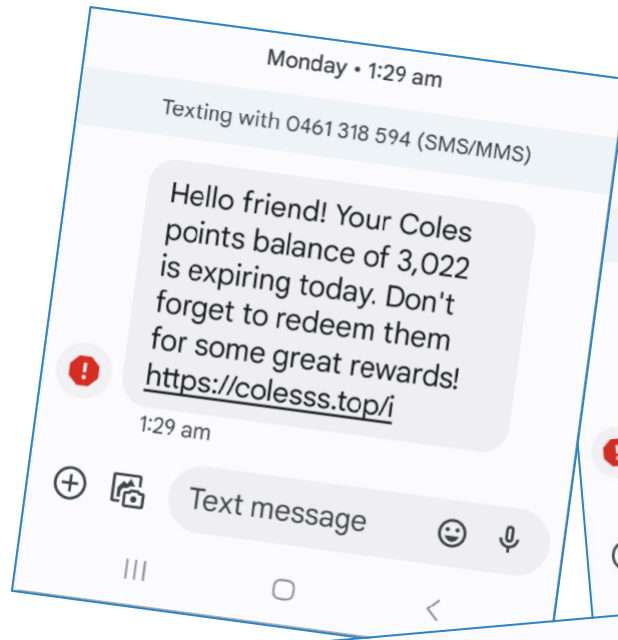 Monday • 1:29 am
Texting with 0461 318 594 (SMS/MMS)
Hello friend! Your Coles
points balance of 3,022
is expiring today. Don't
forget to redeem them
for some great rewards!
https://colesss.top/i
1:29 am
Text message